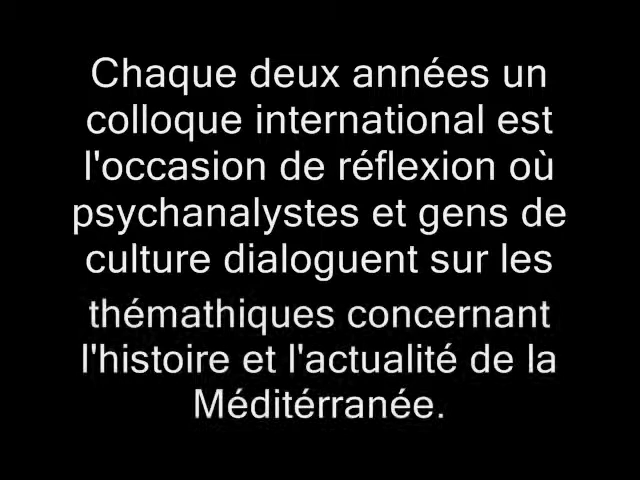 Chaque deux années un
colloque international est
l'occasion de réflexion où
psychanalystes et gens de
culture dialoguent sur les
thémathiques concernant
l'histoire et l'actualité de la
Méditérranée.